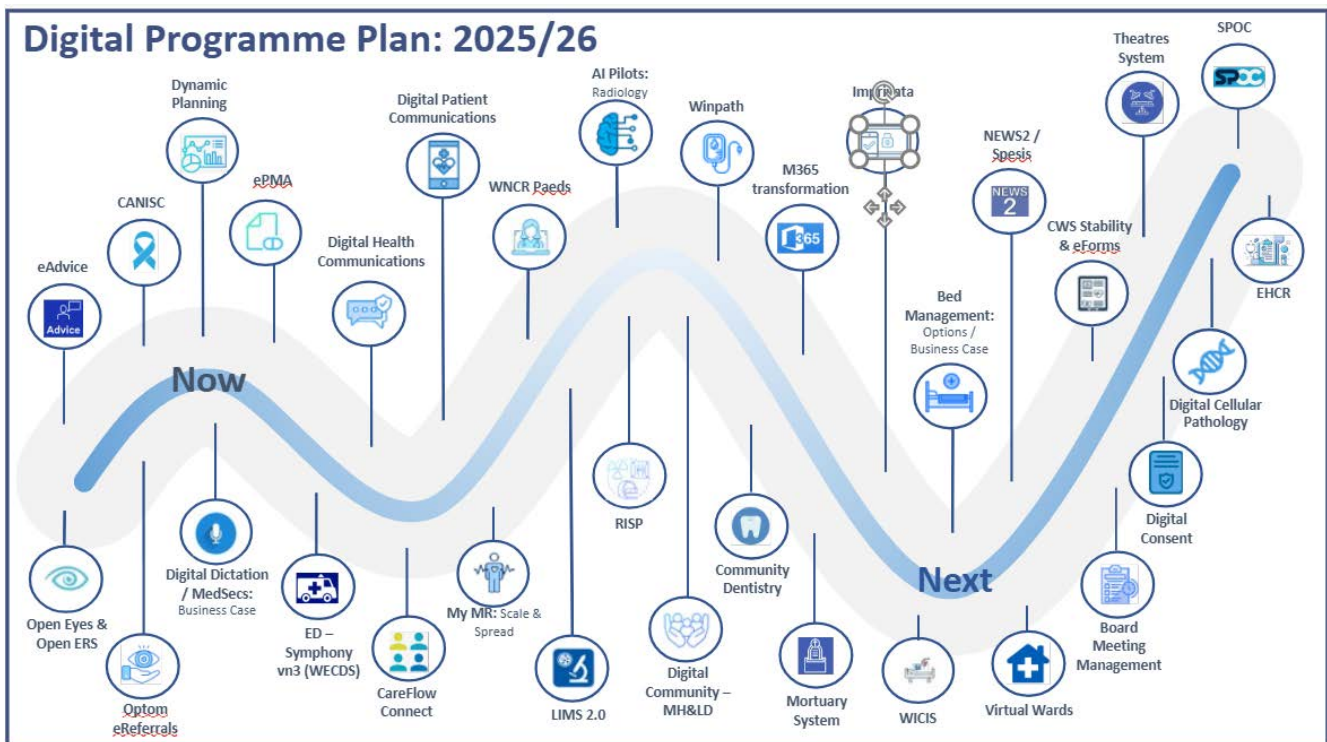 Digital Programme Plan: 2025/26
eAdvice
Advice
CANISC
Dynamic
Planning
ePMA
Digital Health
Communications
Digital Patient
Communications
WNCR Paeds
AI Pilots:
Radiology
Winpath
M365
transformation
365
NEWS2 /
Spesis
NEWS
2
Bed
Management:
Options /
Business Case
CWS Stability
& eForms
Theatres
System
SPOC
SPOC
EHCR
Now
Next
Open Eyes &
Open ERS
Optom
eReferrals
Digital Dictation
/ MedSecs:
Business Case
ED –
Symphony
vn3 (WECDS)
CareFlow
Connect
My MR: Scale &
Spread
LIMS 2.0
RISP
Digital
Community –
MH&LD
Community
Dentistry
Mortuary
System
WICIS
Virtual Wards
Board
Meeting
Management
Digital
Consent
Digital Cellular
Pathology